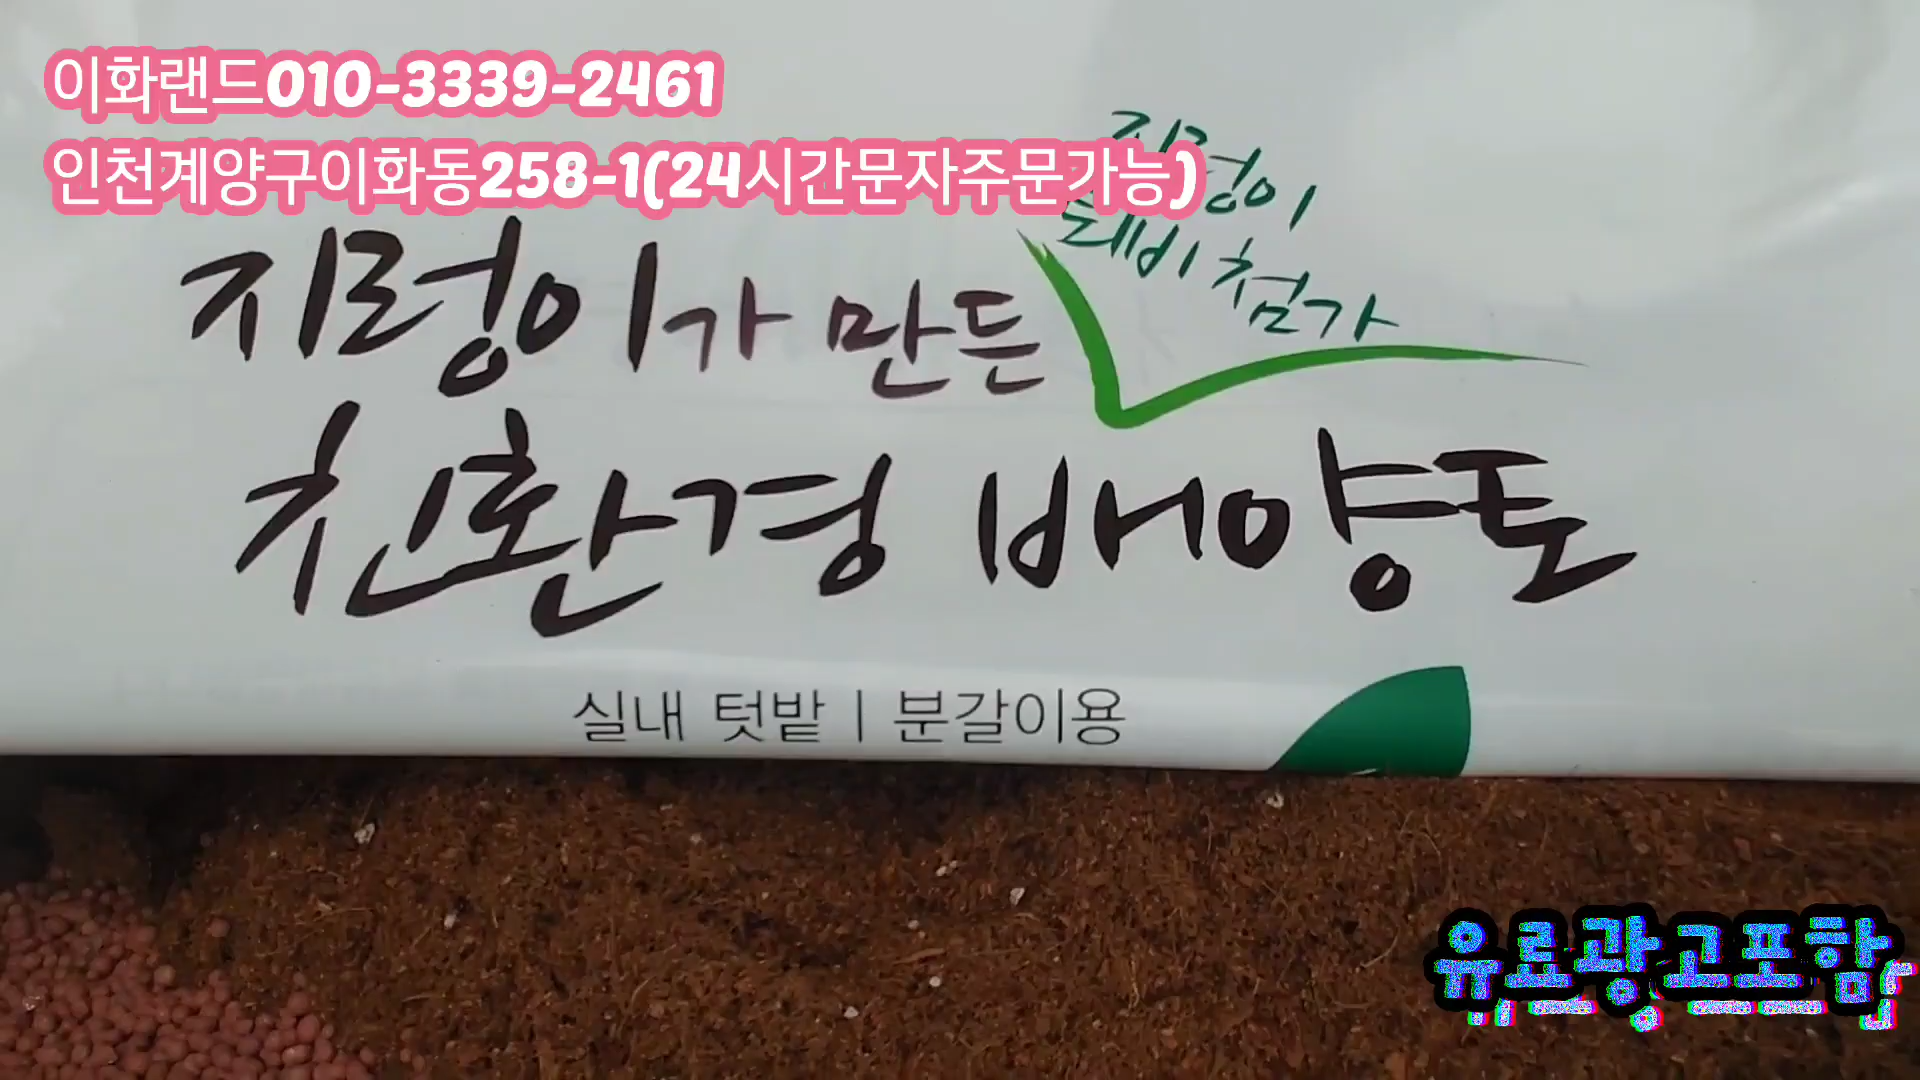 이화랜드010-3339-2461
인천계양구이화동258-1(24시간문자주문가능)
지렁이
퇴비 첨가
지렁이가 만든
친환경 배양토
실내 텃밭 | 분갈이용
유료광고포함